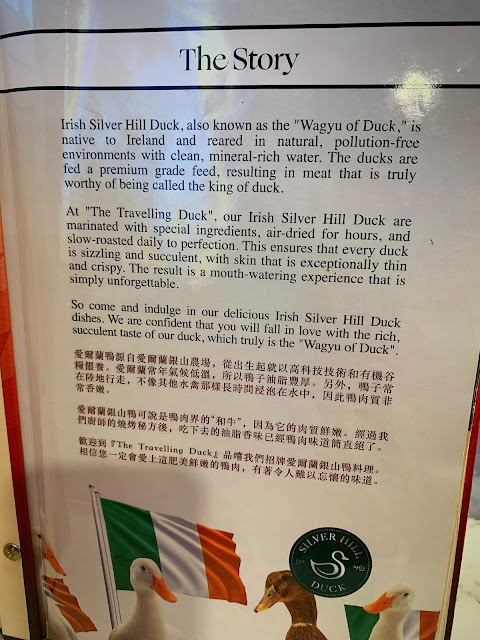 The Story
Irish Silver Hill Duck, also known as the "Wagyu of Duck," is
native to Ireland and reared in natural, pollution-free
environments with clean, mineral-rich water. The ducks are
fed a premium grade feed, resulting in meat that is truly
worthy of being called the king of duck.
At "The Travelling Duck", our Irish Silver Hill Duck are
marinated with special ingredients, air-dried for hours, and
slow-roasted daily to perfection. This ensures that every duck
is sizzling and succulent, with skin that is exceptionally thin
and crispy. The result is a mouth-watering experience that is
simply unforgettable.
So come and indulge in our delicious Irish Silver Hill Duck
dishes. We are confident that you will fall in love with the rich,
succulent taste of our duck, which truly is the "Wagyu of Duck".
愛爾蘭鴨源自愛爾蘭銀山農場，從出生起就以高科技技術和有機谷
糧餵養。愛爾蘭常年氣候低溫，所以鴨子油脂豐厚。另外，鴨子常
在陸地行走，不像其他水禽那樣長時間浸泡在水中，因此鴨肉質非
常香嫩。
愛爾蘭銀山鴨可說是鴨肉界的"和牛"，因為它的肉質鮮嫩。經過我
們廚師的燒烤秘方後，吃下去的油脂香味已經鴨肉味道簡直絕了。
歡迎到『The Travelling Duck』品嚐我們招牌愛爾蘭銀山鴨料理。
相信您一定會愛上這肥美鮮嫩的鴨肉，有著令人難以忘懷的味道。
SILVER HILL
EST 1962
DUCK